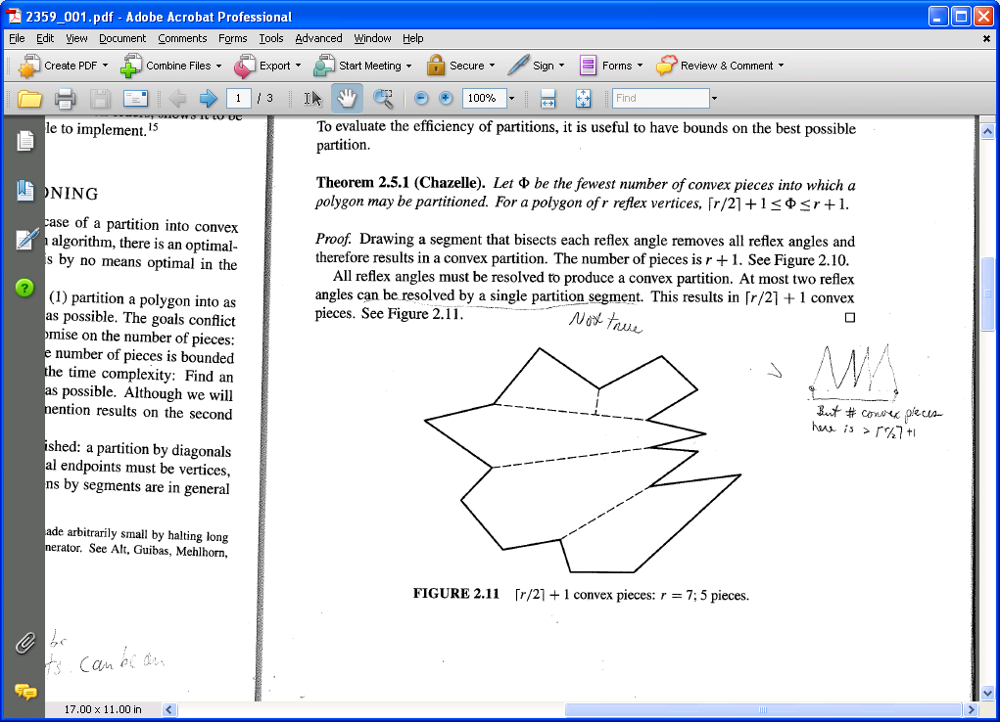 2359_001.pdf - Adobe Acrobat Professional
File Edit View Document Comments Forms Tools Advanced Window Help
Create PDF Combine Files Export Start Meeting Secure Sign Forms Review & Comment
1 / 3 100% Find
le to implement.15
ONING
case of a partition into convex
algorithm, there is an optimal-
is by no means optimal in the
(1) partition a polygon into as
as possible. The goals conflict
omise on the number of pieces:
e number of pieces is bounded
the time complexity: Find an
as possible. Although we will
mention results on the second
ished: a partition by diagonals
al endpoints must be vertices,
ns by segments are in general
ade arbitrarily small by halting long
nerator. See Alt, Guibas, Mehlhorn,
be
ts. can be an
To evaluate the efficiency of partitions, it is useful to have bounds on the best possible
partition.
Theorem 2.5.1 (Chazelle). Let Φ be the fewest number of convex pieces into which a
polygon may be partitioned. For a polygon of r reflex vertices, ⌈r/2⌉ + 1 ≤ Φ ≤ r + 1.
Proof. Drawing a segment that bisects each reflex angle removes all reflex angles and
therefore results in a convex partition. The number of pieces is r + 1. See Figure 2.10.
All reflex angles must be resolved to produce a convex partition. At most two reflex
angles can be resolved by a single partition segment. This results in ⌈r/2⌉ + 1 convex
pieces. See Figure 2.11.
Not true
But # convex pieces
here is > ⌈r/2⌉ +1
FIGURE 2.11 ⌈r/2⌉ + 1 convex pieces: r = 7; 5 pieces.
17.00 x 11.00 in